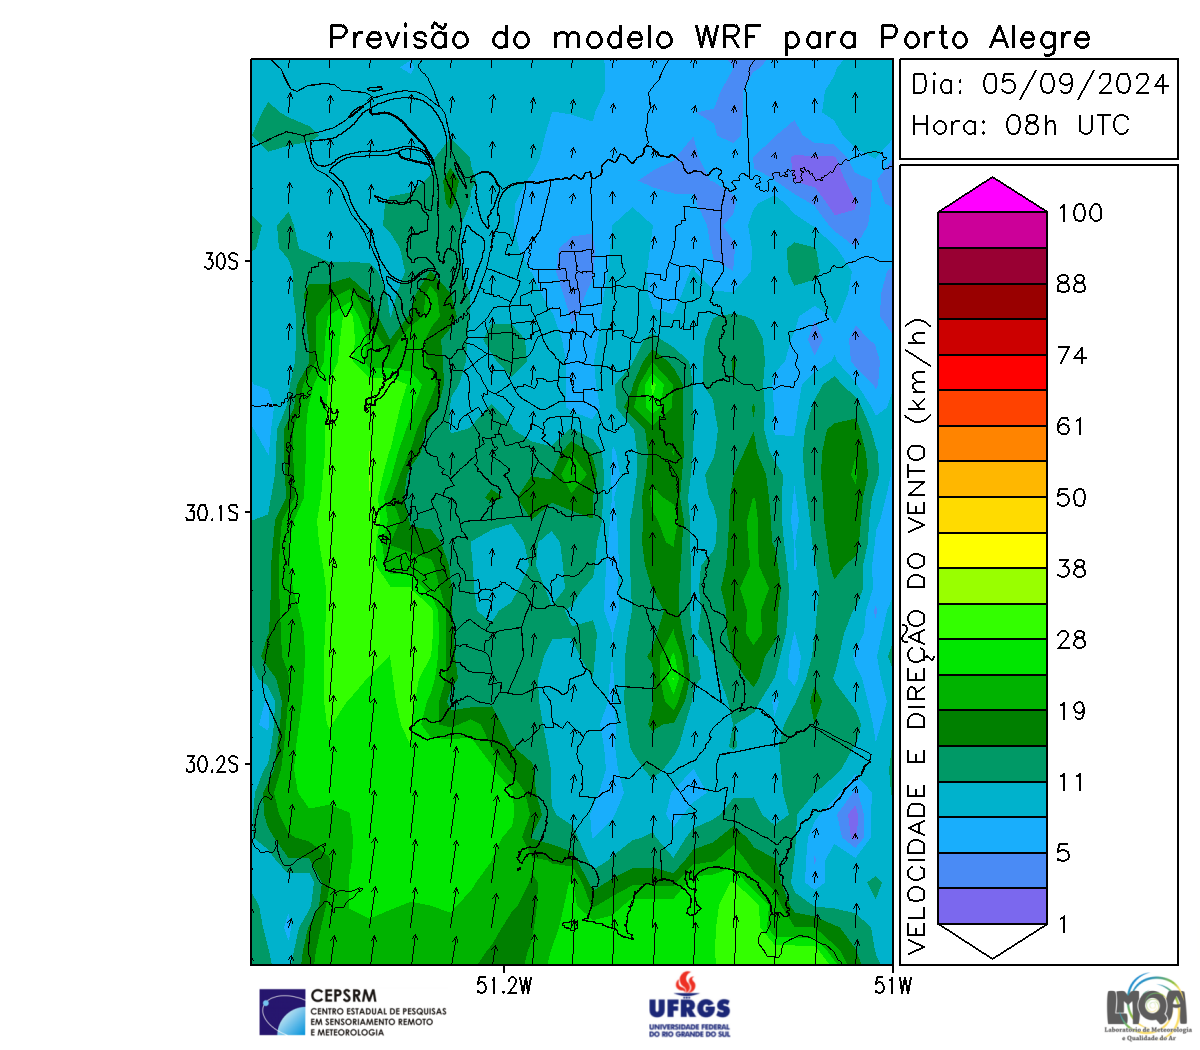 Previsão do modelo WRF para Porto Alegre
Dia: 05/09/2024
Hora: 08h UTC
30S
30.1S
30.2S
51.2W
51W
VELOCIDADE E DIREÇÃO DO VENTO (km/h)
100
88
74
61
50
38
28
19
11
5
1
CEPSRM
CENTRO ESTADUAL DE PESQUISAS
EM SENSORIAMENTO REMOTO
E METEOROLOGIA
UFRGS
UNIVERSIDADE FEDERAL
DO RIO GRANDE DO SUL
LMQA
Laboratório de Meteorologia
e Qualidade do Ar